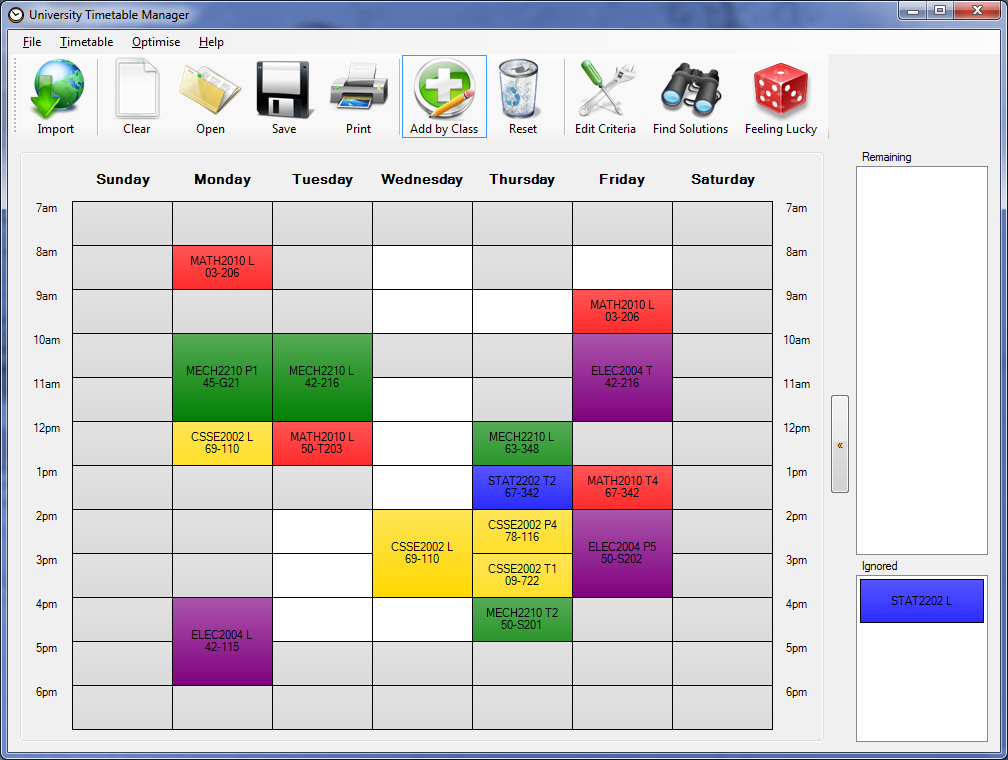 University Timetable Manager
File Timetable Optimise Help
Import Clear Open Save Print Add by Class Reset Edit Criteria Find Solutions Feeling Lucky
Remaining
Sunday Monday Tuesday Wednesday Thursday Friday Saturday
7am 7am
8am 8am
MATH2010 L
03-206
9am 9am
MATH2010 L
03-206
10am 10am
MECH2210 P1
45-G21
MECH2210 L
42-216
ELEC2004 T
42-216
11am 11am
12pm 12pm
CSSE2002 L
69-110
MATH2010 L
50-T203
MECH2210 L
63-348
«
1pm 1pm
STAT2202 T2
67-342
MATH2010 T4
67-342
2pm 2pm
CSSE2002 L
69-110
CSSE2002 P4
78-116
ELEC2004 P5
50-S202
3pm 3pm
CSSE2002 T1
09-722
Ignored
STAT2202 L
4pm 4pm
ELEC2004 L
42-115
MECH2210 T2
50-S201
5pm 5pm
6pm 6pm